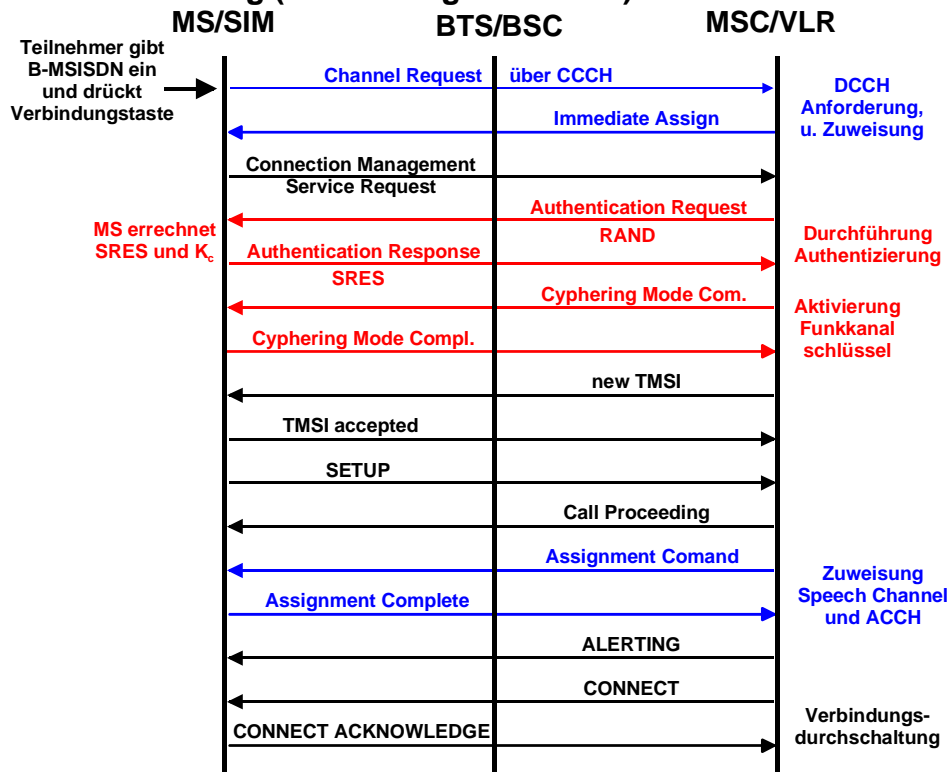 MS/SIM
BTS/BSC
MSC/VLR
Teilnehmer gibt
B-MSISDN ein
und drückt
Verbindungstaste
Channel Request
über CCCH
DCCH
Anforderung,
u. Zuweisung
Immediate Assign
Connection Management
Service Request
Authentication Request
RAND
MS errechnet
SRES und Kc
Authentication Response
SRES
Durchführung
Authentizierung
Cyphering Mode Com.
Aktivierung
Funkkanal
schlüssel
Cyphering Mode Compl.
new TMSI
TMSI accepted
SETUP
Call Proceeding
Assignment Comand
Zuweisung
Speech Channel
und ACCH
Assignment Complete
ALERTING
CONNECT
Verbindungs-
durchschaltung
CONNECT ACKNOWLEDGE